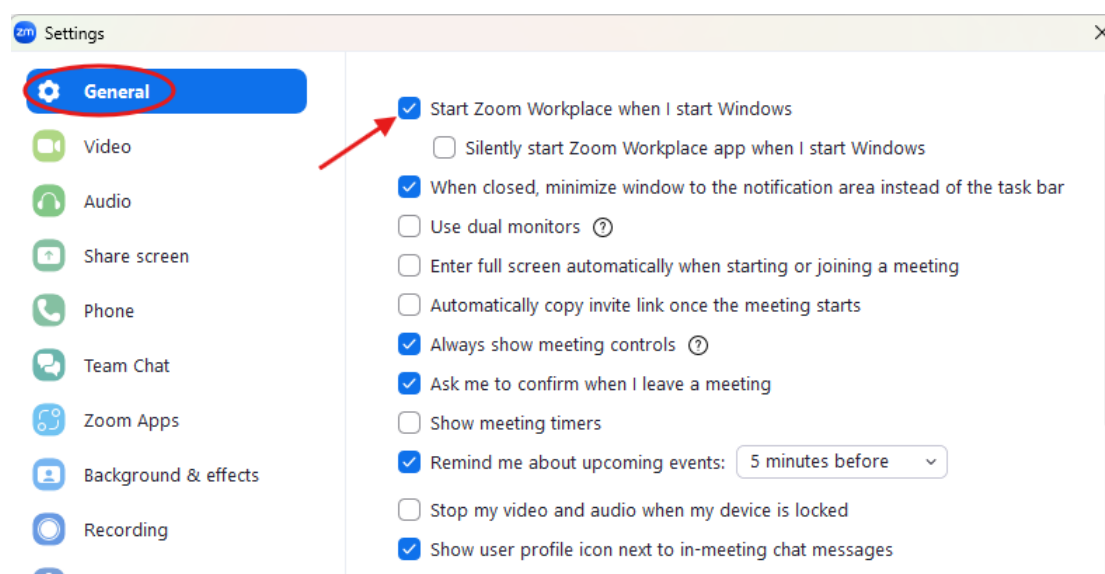 zm Settings
General
Video
Audio
Share screen
Phone
Team Chat
Zoom Apps
Background & effects
Recording
Start Zoom Workplace when I start Windows
Silently start Zoom Workplace app when I start Windows
When closed, minimize window to the notification area instead of the task bar
Use dual monitors ?
Enter full screen automatically when starting or joining a meeting
Automatically copy invite link once the meeting starts
Always show meeting controls ?
Ask me to confirm when I leave a meeting
Show meeting timers
Remind me about upcoming events: 5 minutes before
Stop my video and audio when my device is locked
Show user profile icon next to in-meeting chat messages